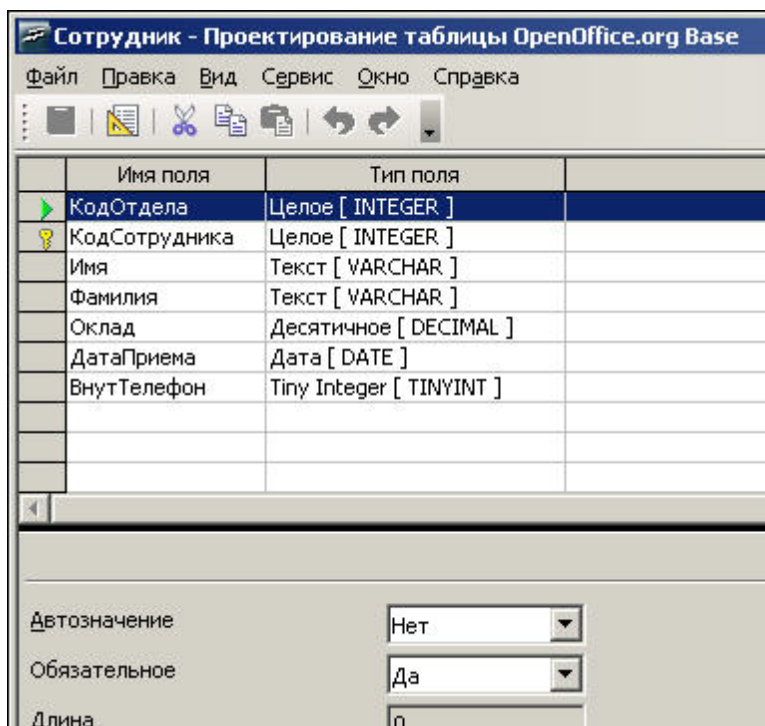 Сотрудник - Проектирование таблицы OpenOffice.org Base
Файл Правка Вид Сервис Окно Справка
Имя поля Тип поля
КодОтдела Целое [ INTEGER ]
КодСотрудника Целое [ INTEGER ]
Имя Текст [ VARCHAR ]
Фамилия Текст [ VARCHAR ]
Оклад Десятичное [ DECIMAL ]
ДатаПриема Дата [ DATE ]
ВнутТелефон Tiny Integer [ TINYINT ]
Автозначение Нет
Обязательное Да
Длина 0